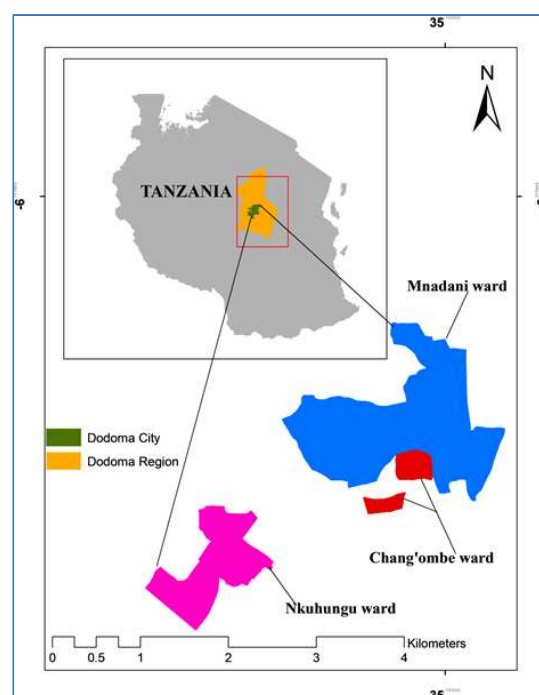 35
N
-6
TANZANIA
Mnadani ward
Dodoma City
Dodoma Region
Chang'ombe ward
Nkuhungu ward
Kilometers
0 0.5 1 2 3 4
35